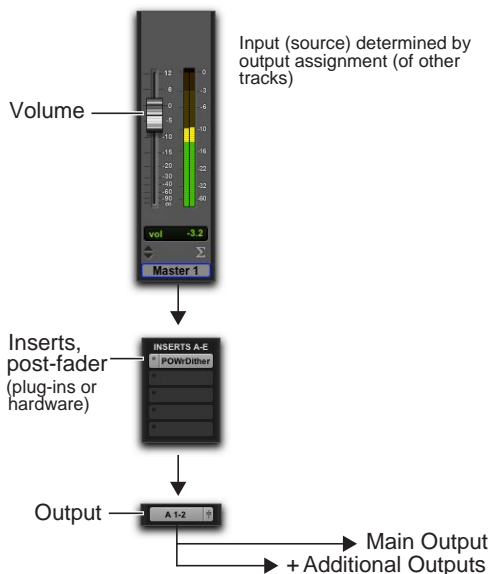 Input (source) determined by
output assignment (of other
tracks)
Volume
12
6
0
-5
-10
-15
-20
-30
-40
-60
-90
∞
0
-3
-6
-10
-16
-22
-32
-60
vol -3.2
Σ
Master 1
Inserts,
post-fader
(plug-ins or
hardware)
INSERTS A-E
POWrDither
Output
A 1-2
Main Output
+ Additional Outputs